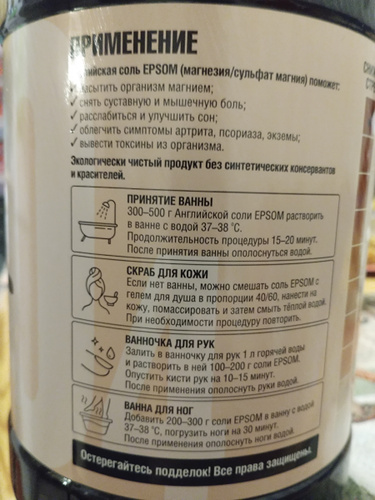 ПРИМЕНЕНИЕ
йская соль EPSOM (магнезия/сульфат магния) поможет:
✓ насытить организм магнием;
✓ снять суставную и мышечную боль;
✓ расслабиться и улучшить сон;
✓ облегчить симптомы артрита, псориаза, экземы;
✓ вывести токсины из организма.
Экологически чистый продукт без синтетических консервантов
и красителей.
ПРИНЯТИЕ ВАННЫ
300–500 г Английской соли EPSOM растворить
в ванне с водой 37–38 °С.
Продолжительность процедуры 15–20 минут.
После принятия ванны ополоснуться водой.
СКРАБ ДЛЯ КОЖИ
Если нет ванны, можно смешать соль EPSOM с
гелем для душа в пропорции 40/60, нанести на
кожу, помассировать и затем смыть тёплой водой.
При необходимости процедуру повторить.
ВАННОЧКА ДЛЯ РУК
Залить в ванночку для рук 1 л горячей воды
и растворить в ней 100–200 г соли EPSOM.
Опустить кисти рук на 10–15 минут.
После применения ополоснуть руки водой.
ВАННА ДЛЯ НОГ
Добавить 200–300 г соли EPSOM в ванну с водой
37–38 °С, погрузить ноги на 30 минут.
После применения ополоснуть ноги водой.
Остерегайтесь подделок! Все права защищены.